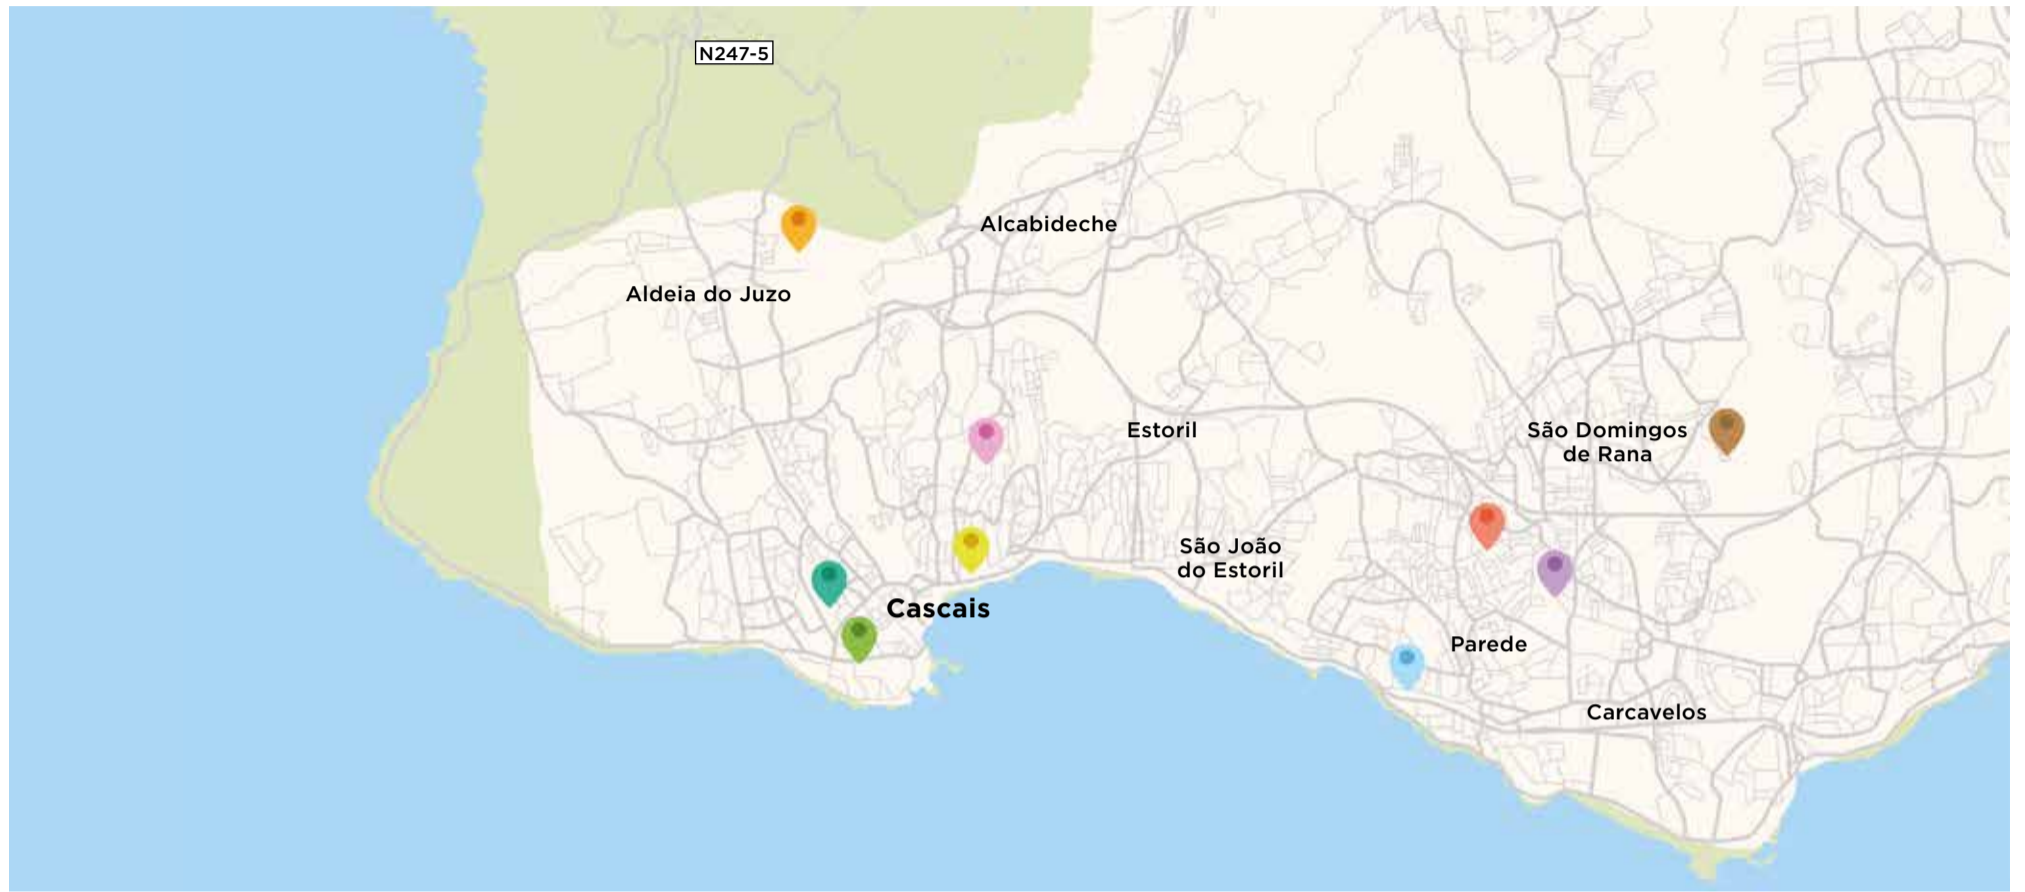 N247-5
Alcabideche
Aldeia do Juzo
Estoril
São Domingos
de Rana
São João
do Estoril
Cascais
Parede
Carcavelos